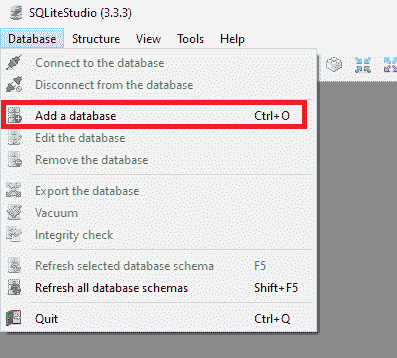 SQLiteStudio (3.3.3)
Database Structure View Tools Help
Connect to the database
Disconnect from the database
Add a database Ctrl+O
Edit the database
Remove the database
Export the database
Vacuum
Integrity check
Refresh selected database schema F5
Refresh all database schemas Shift+F5
Quit Ctrl+Q